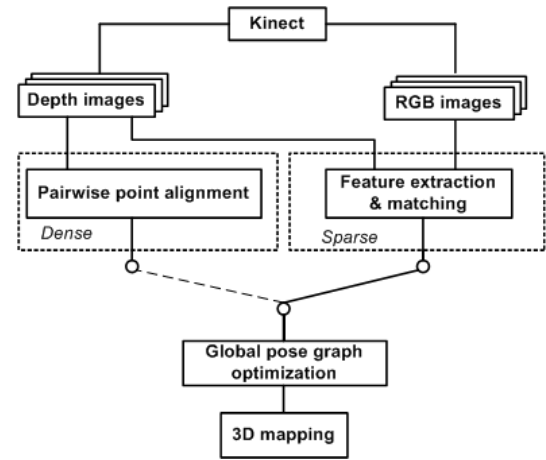 Kinect
Depth images
RGB images
Pairwise point alignment
Feature extraction
& matching
Dense
Sparse
Global pose graph
optimization
3D mapping